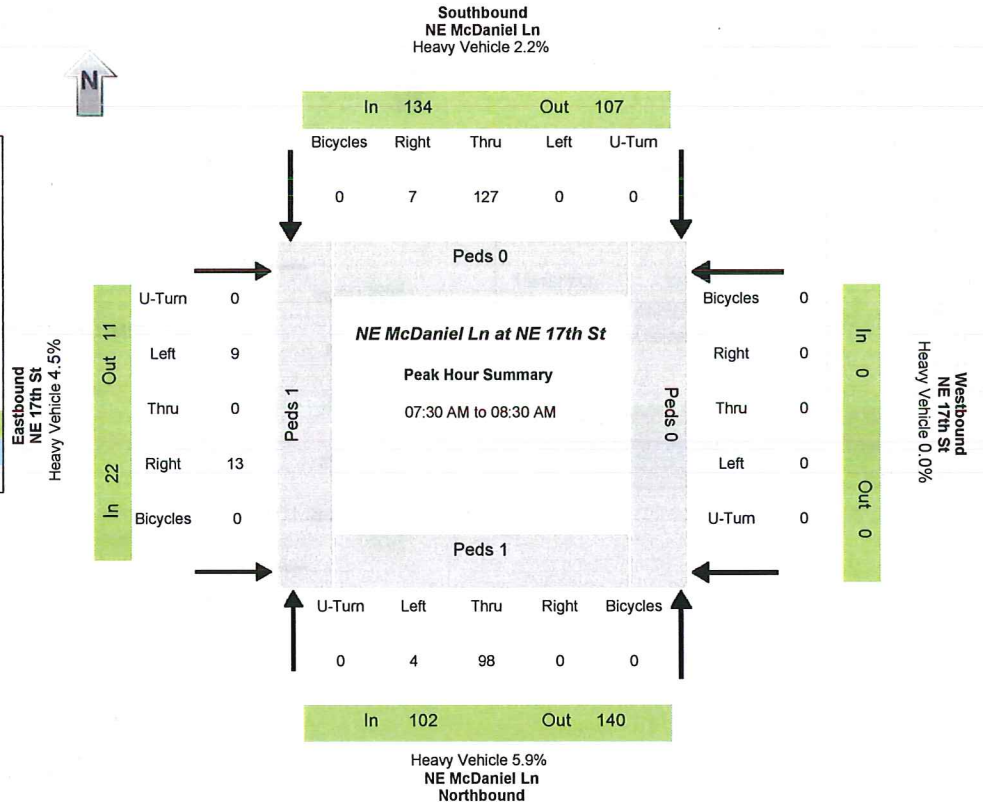 Southbound
NE McDaniel Ln
Heavy Vehicle 2.2%
N
In 134 Out 107
Bicycles Right Thru Left U-Turn
0 7 127 0 0
Peds 0
Eastbound
NE 17th St
Heavy Vehicle 4.5%
Out 11
In 22
U-Turn 0
Left 9
Thru 0
Right 13
Bicycles 0
Peds 1
NE McDaniel Ln at NE 17th St
Peak Hour Summary
07:30 AM to 08:30 AM
Peds 0
Bicycles 0
Right 0
Thru 0
Left 0
U-Turn 0
In 0
Out 0
Westbound
NE 17th St
Heavy Vehicle 0.0%
Peds 1
U-Turn Left Thru Right Bicycles
0 4 98 0 0
In 102 Out 140
Heavy Vehicle 5.9%
NE McDaniel Ln
Northbound